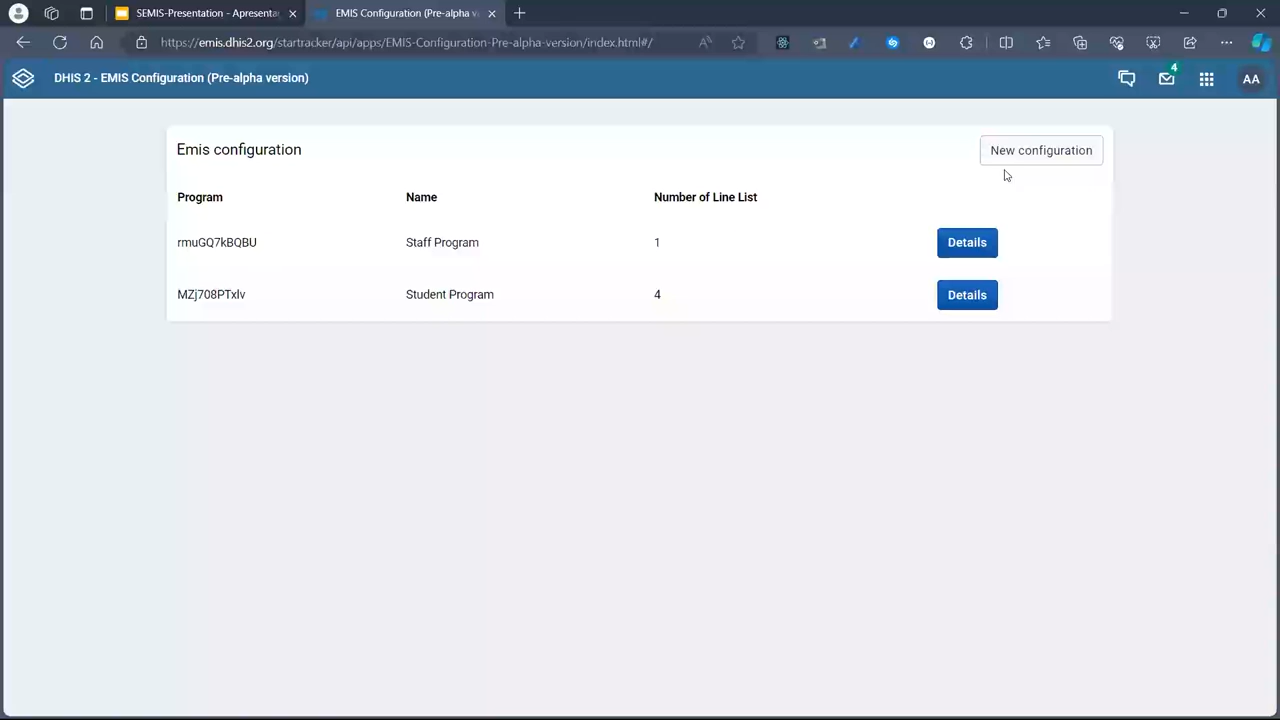 SEMIS-Presentation - Apresenta
EMIS Configuration (Pre-alpha ve
https://emis.dhis2.org/startracker/api/apps/EMIS-Configuration-Pre-alpha-version/index.html#/
DHIS 2 - EMIS Configuration (Pre-alpha version)
4
AA
Emis configuration
New configuration
Program Name Number of Line List
rmuGQ7kBQBU Staff Program 1 Details
MZj708PTxlv Student Program 4 Details